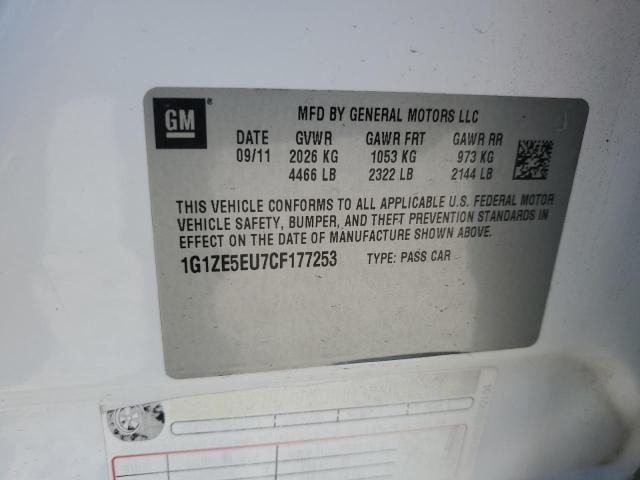 GM
MFD BY GENERAL MOTORS LLC
DATE GVWR GAWR FRT GAWR RR
09/11 2026 KG 1053 KG 973 KG
4466 LB 2322 LB 2144 LB
THIS VEHICLE CONFORMS TO ALL APPLICABLE U.S. FEDERAL MOTOR
VEHICLE SAFETY, BUMPER, AND THEFT PREVENTION STANDARDS IN
EFFECT ON THE DATE OF MANUFACTURE SHOWN ABOVE.
1G1ZE5EU7CF177253 TYPE: PASS CAR